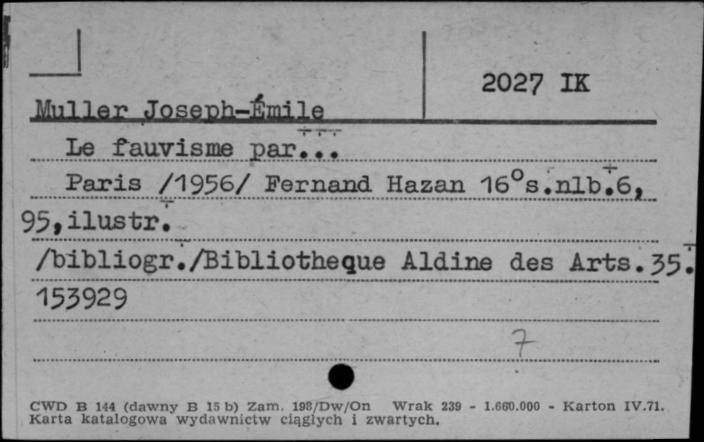 2027 IK
Muller Joseph-Émile
Le fauvisme par...
Paris /1956/ Fernand Hazan 16°s.nlb.6,
95,ilustr.
/bibliogr./Bibliotheque Aldine des Arts.35.
153929
7
CWD B 144 (dawny B 15 b) Zam. 198/Dw/On Wrak 239 - 1.660.000 - Karton IV.71.
Karta katalogowa wydawnictw ciągłych i zwartych.